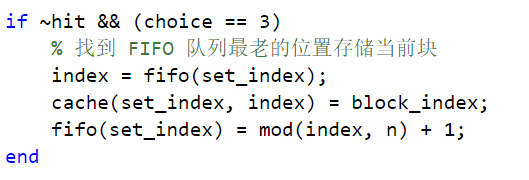 if ~hit && (choice == 3)
    % 找到 FIFO 队列最老的位置存储当前块
    index = fifo(set_index);
    cache(set_index, index) = block_index;
    fifo(set_index) = mod(index, n) + 1;
end